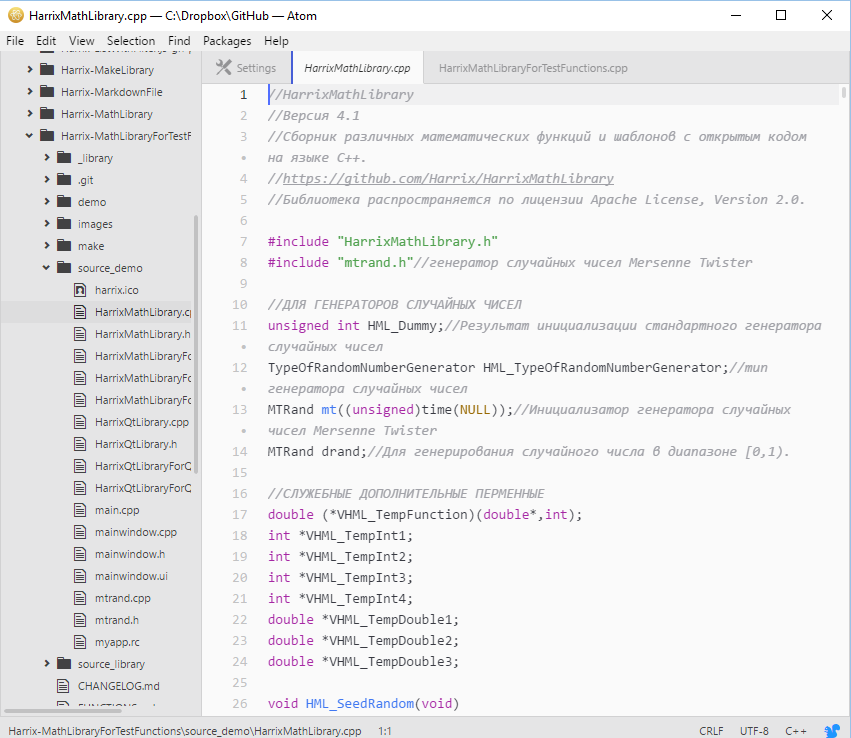 HarrixMathLibrary.cpp — C:\Dropbox\GitHub — Atom
File Edit View Selection Find Packages Help
Harrix-MakeLibrary
Harrix-MarkdownFile
Harrix-MathLibrary
Harrix-MathLibraryForTestF
_library
.git
demo
images
make
source_demo
harrix.ico
HarrixMathLibrary.c
HarrixMathLibrary.h
HarrixMathLibraryFo
HarrixMathLibraryFo
HarrixMathLibraryFo
HarrixQtLibrary.cpp
HarrixQtLibrary.h
HarrixQtLibraryForQ
HarrixQtLibraryForQ
main.cpp
mainwindow.cpp
mainwindow.h
mainwindow.ui
mtrand.cpp
mtrand.h
myapp.rc
source_library
CHANGELOG.md
Settings HarrixMathLibrary.cpp HarrixMathLibraryForTestFunctions.cpp
1 //HarrixMathLibrary
2 //Версия 4.1
3 //Сборник различных математических функций и шаблонов с открытым кодом
• на языке C++.
4 //https://github.com/Harrix/HarrixMathLibrary
5 //Библиотека распространяется по лицензии Apache License, Version 2.0.
6
7 #include "HarrixMathLibrary.h"
8 #include "mtrand.h"//генератор случайных чисел Mersenne Twister
9
10 //ДЛЯ ГЕНЕРАТОРОВ СЛУЧАЙНЫХ ЧИСЕЛ
11 unsigned int HML_Dummy;//Результат инициализации стандартного генератора
• случайных чисел
12 TypeOfRandomNumberGenerator HML_TypeOfRandomNumberGenerator;//тип
• генератора случайных чисел
13 MTRand mt((unsigned)time(NULL));//Инициализатор генератора случайных
• чисел Mersenne Twister
14 MTRand drand;//Для генерирования случайного числа в диапазоне [0,1).
15
16 //СЛУЖЕБНЫЕ ДОПОЛНИТЕЛЬНЫЕ ПЕРМЕННЫЕ
17 double (*VHML_TempFunction)(double*,int);
18 int *VHML_TempInt1;
19 int *VHML_TempInt2;
20 int *VHML_TempInt3;
21 int *VHML_TempInt4;
22 double *VHML_TempDouble1;
23 double *VHML_TempDouble2;
24 double *VHML_TempDouble3;
25
26 void HML_SeedRandom(void)
Harrix-MathLibraryForTestFunctions\source_demo\HarrixMathLibrary.cpp 1:1 CRLF UTF-8 C++